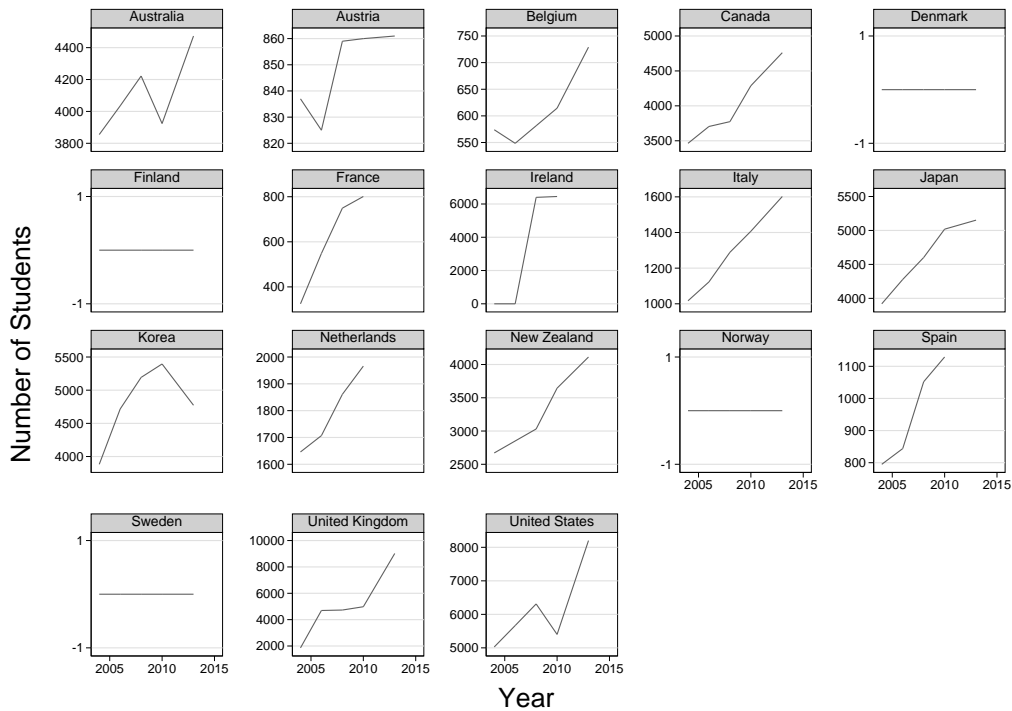 Number of Students
Australia
4400
4200
4000
3800
Austria
860
850
840
830
820
Belgium
750
700
650
600
550
Canada
5000
4500
4000
3500
Denmark
1
-1
Finland
1
-1
France
800
600
400
Ireland
6000
4000
2000
0
Italy
1600
1400
1200
1000
Japan
5500
5000
4500
4000
Korea
5500
5000
4500
4000
Netherlands
2000
1900
1800
1700
1600
New Zealand
4000
3500
3000
2500
Norway
1
-1
2005 2010 2015
Spain
1100
1000
900
800
2005 2010 2015
Sweden
1
-1
2005 2010 2015
United Kingdom
10000
8000
6000
4000
2000
2005 2010 2015
United States
8000
7000
6000
5000
2005 2010 2015
Year